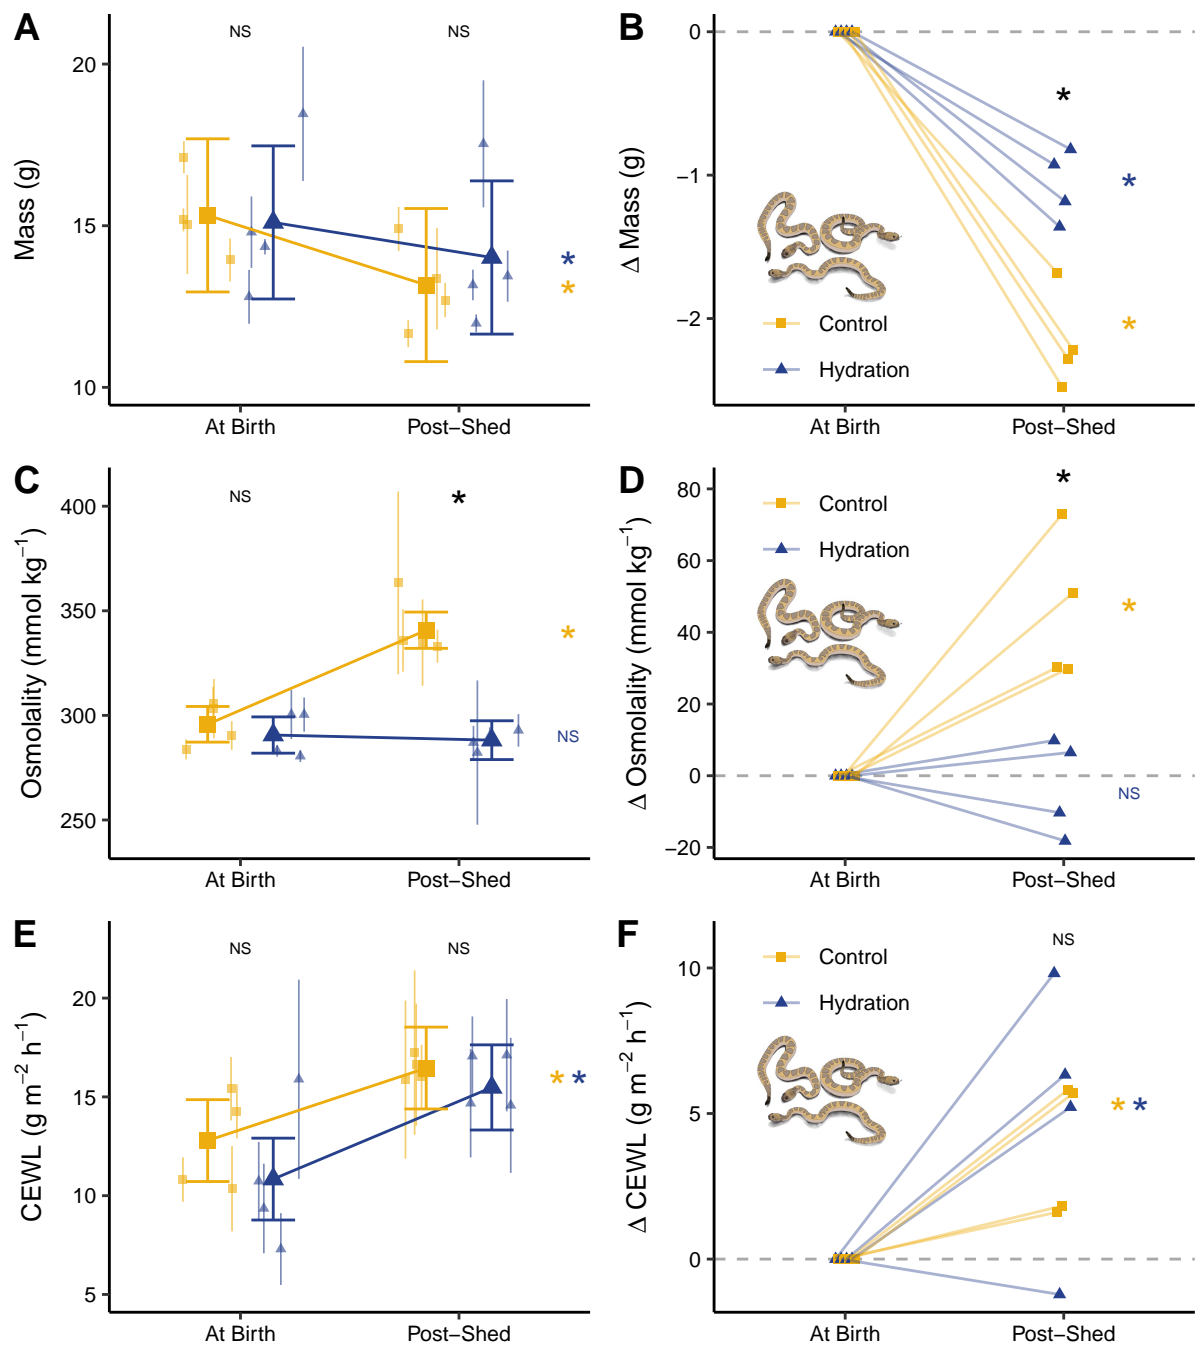 A
NS
NS
20
15
10
Mass (g)
*
*
At Birth
Post−Shed
B
0
−1
−2
Δ Mass (g)
*
*
*
Control
Hydration
At Birth
Post−Shed
C
NS
*
400
350
300
250
Osmolality (mmol kg⁻¹)
*
NS
At Birth
Post−Shed
D
*
80
60
40
20
0
−20
Δ Osmolality (mmol kg⁻¹)
Control
Hydration
*
NS
At Birth
Post−Shed
E
NS
NS
20
15
10
5
CEWL (g m⁻² h⁻¹)
* *
At Birth
Post−Shed
F
NS
10
5
0
Δ CEWL (g m⁻² h⁻¹)
Control
Hydration
* *
At Birth
Post−Shed